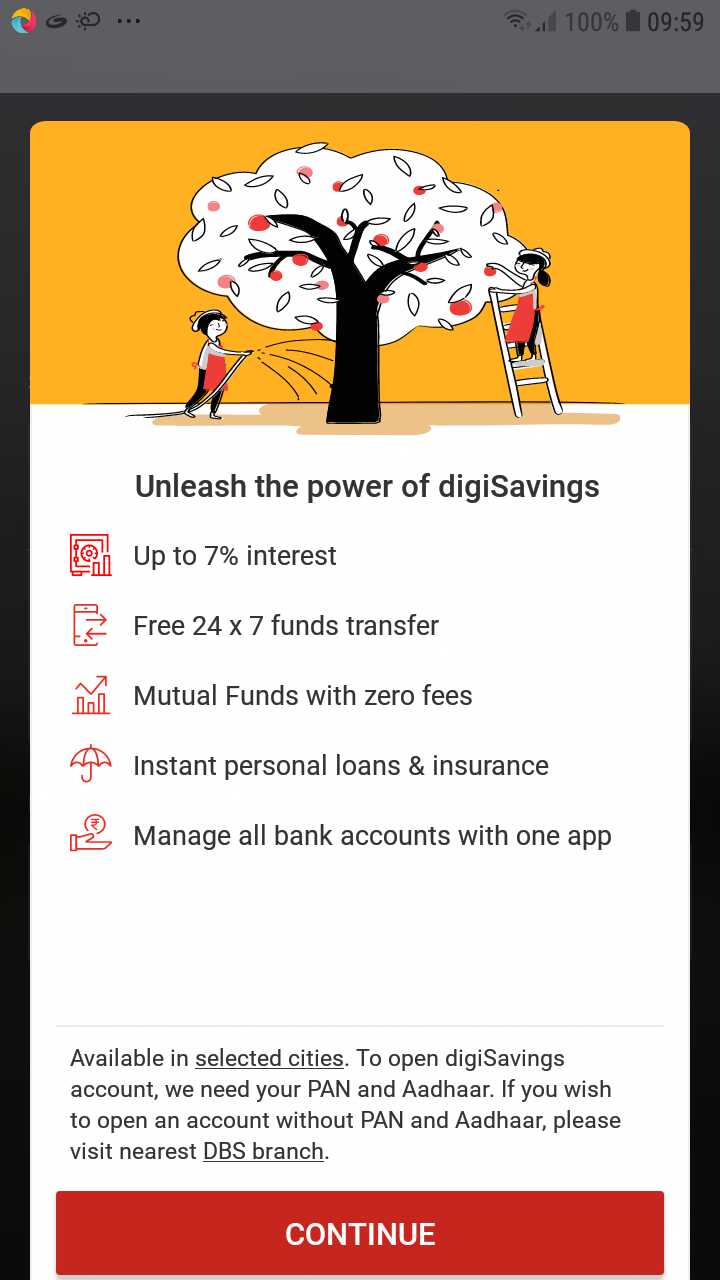 100% 09:59
Unleash the power of digiSavings
Up to 7% interest
Free 24 x 7 funds transfer
Mutual Funds with zero fees
Instant personal loans & insurance
Manage all bank accounts with one app
Available in selected cities. To open digiSavings
account, we need your PAN and Aadhaar. If you wish
to open an account without PAN and Aadhaar, please
visit nearest DBS branch.
CONTINUE